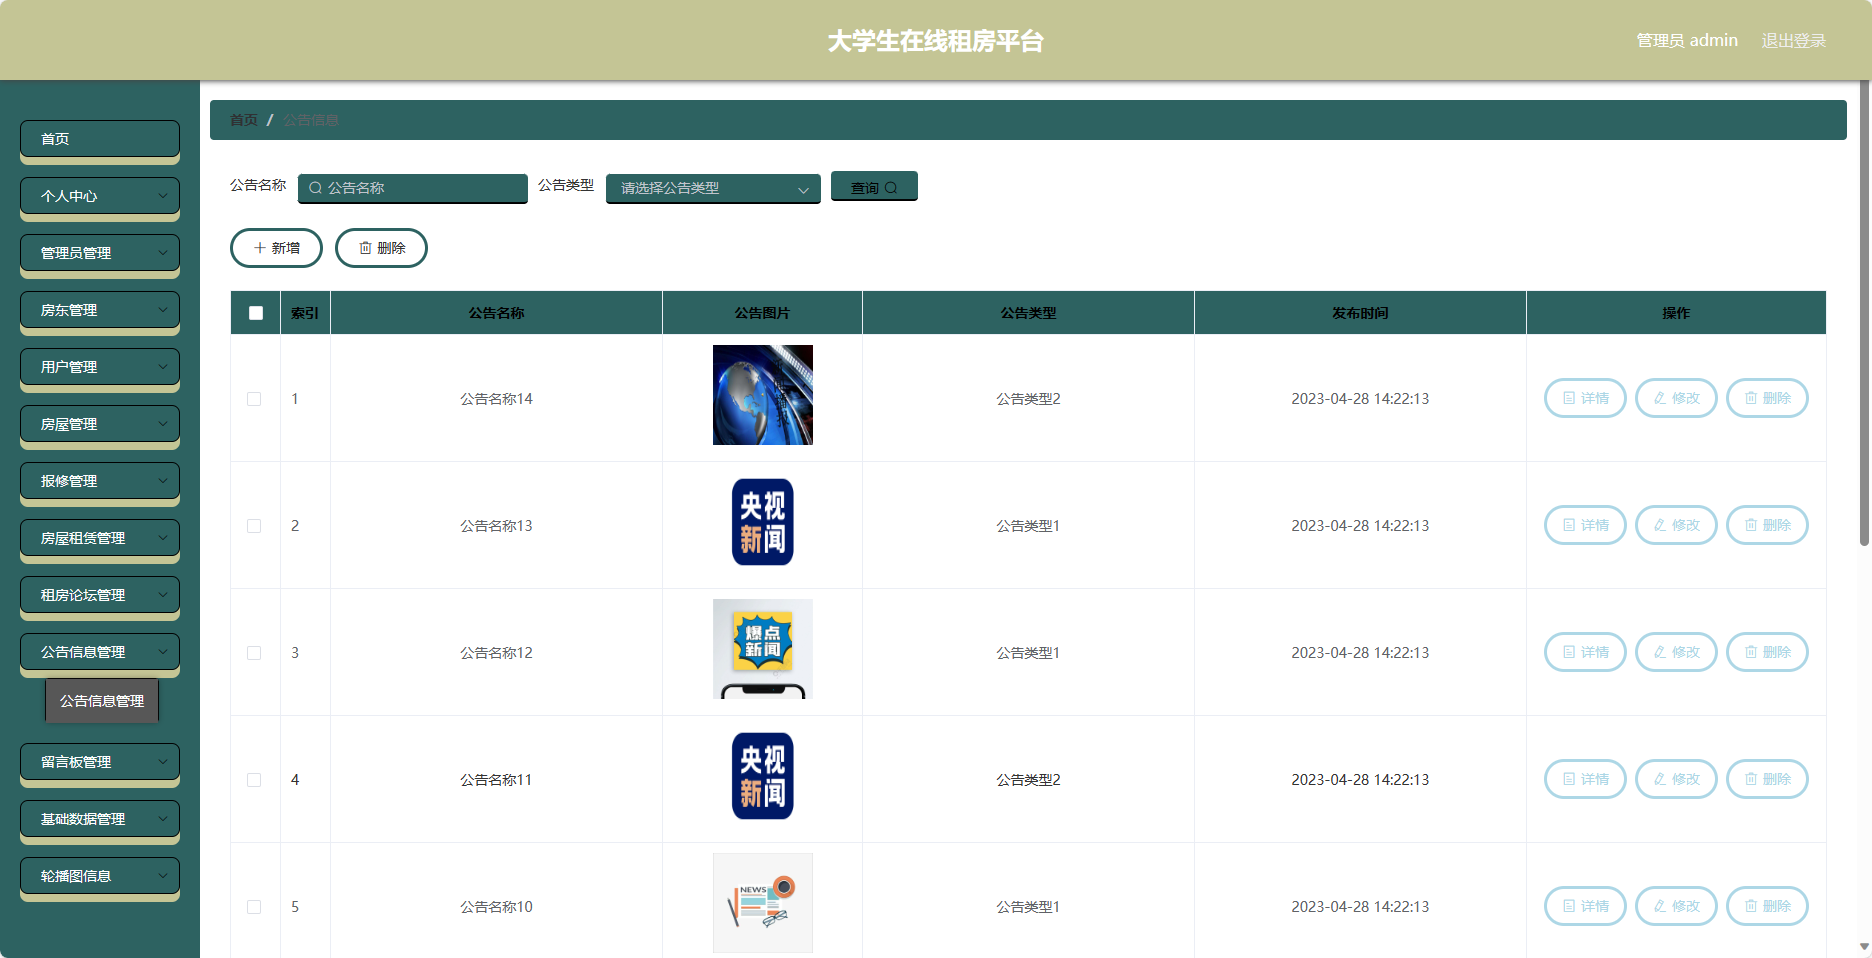 大学生在线租房平台
管理员 admin 退出登录
首页
个人中心
管理员管理
房东管理
用户管理
房屋管理
报修管理
房屋租赁管理
租房论坛管理
公告信息管理
公告信息管理
留言板管理
基础数据管理
轮播图信息
首页 / 公告信息
公告名称 公告名称 公告类型 请选择公告类型 查询
新增 删除
索引 公告名称 公告图片 公告类型 发布时间 操作
1 公告名称14 公告类型2 2023-04-28 14:22:13 详情 修改 删除
2 公告名称13 央视新闻 公告类型1 2023-04-28 14:22:13 详情 修改 删除
3 公告名称12 爆点新闻 公告类型1 2023-04-28 14:22:13 详情 修改 删除
4 公告名称11 央视新闻 公告类型2 2023-04-28 14:22:13 详情 修改 删除
5 公告名称10 NEWS 公告类型1 2023-04-28 14:22:13 详情 修改 删除